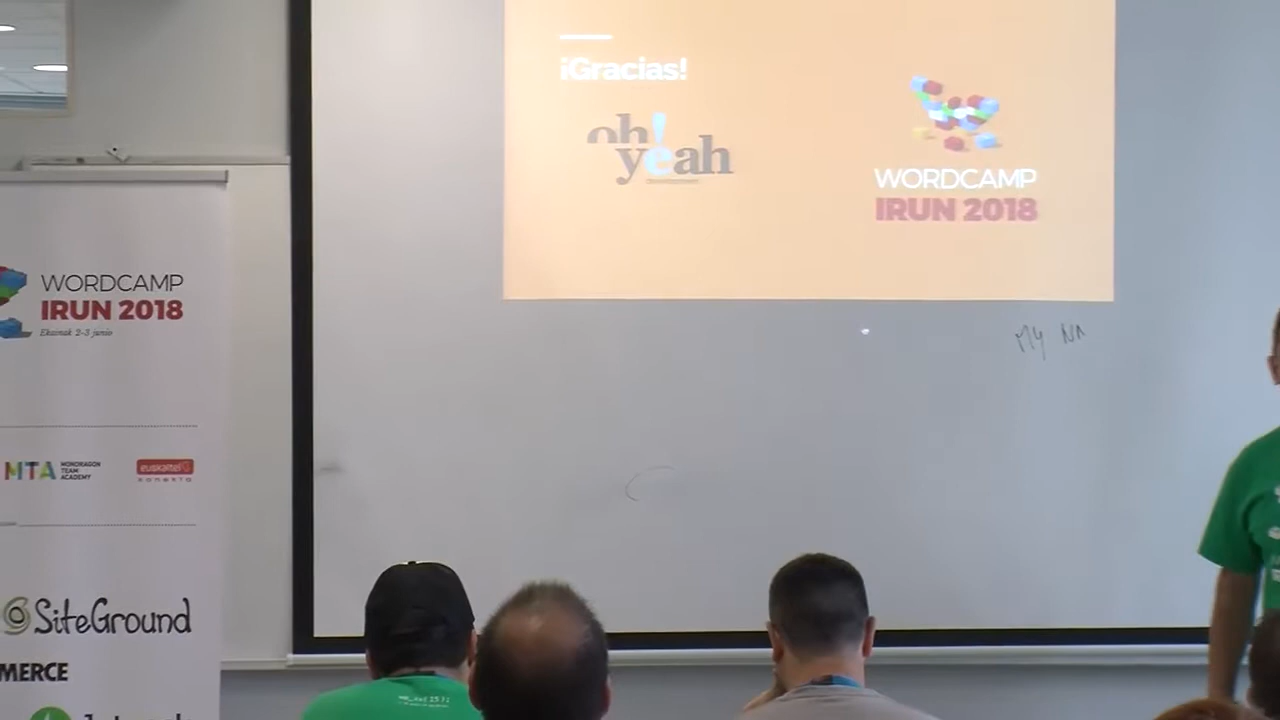 ¡Gracias!
oh!
yeah
WORDCAMP
IRUN 2018
WORDCAMP
IRUN 2018
Ekainak 2-3 junio
MTA MONDRAGON
TEAM
ACADEMY
euskaltel
konekta
SiteGround
MERCE
MY NA